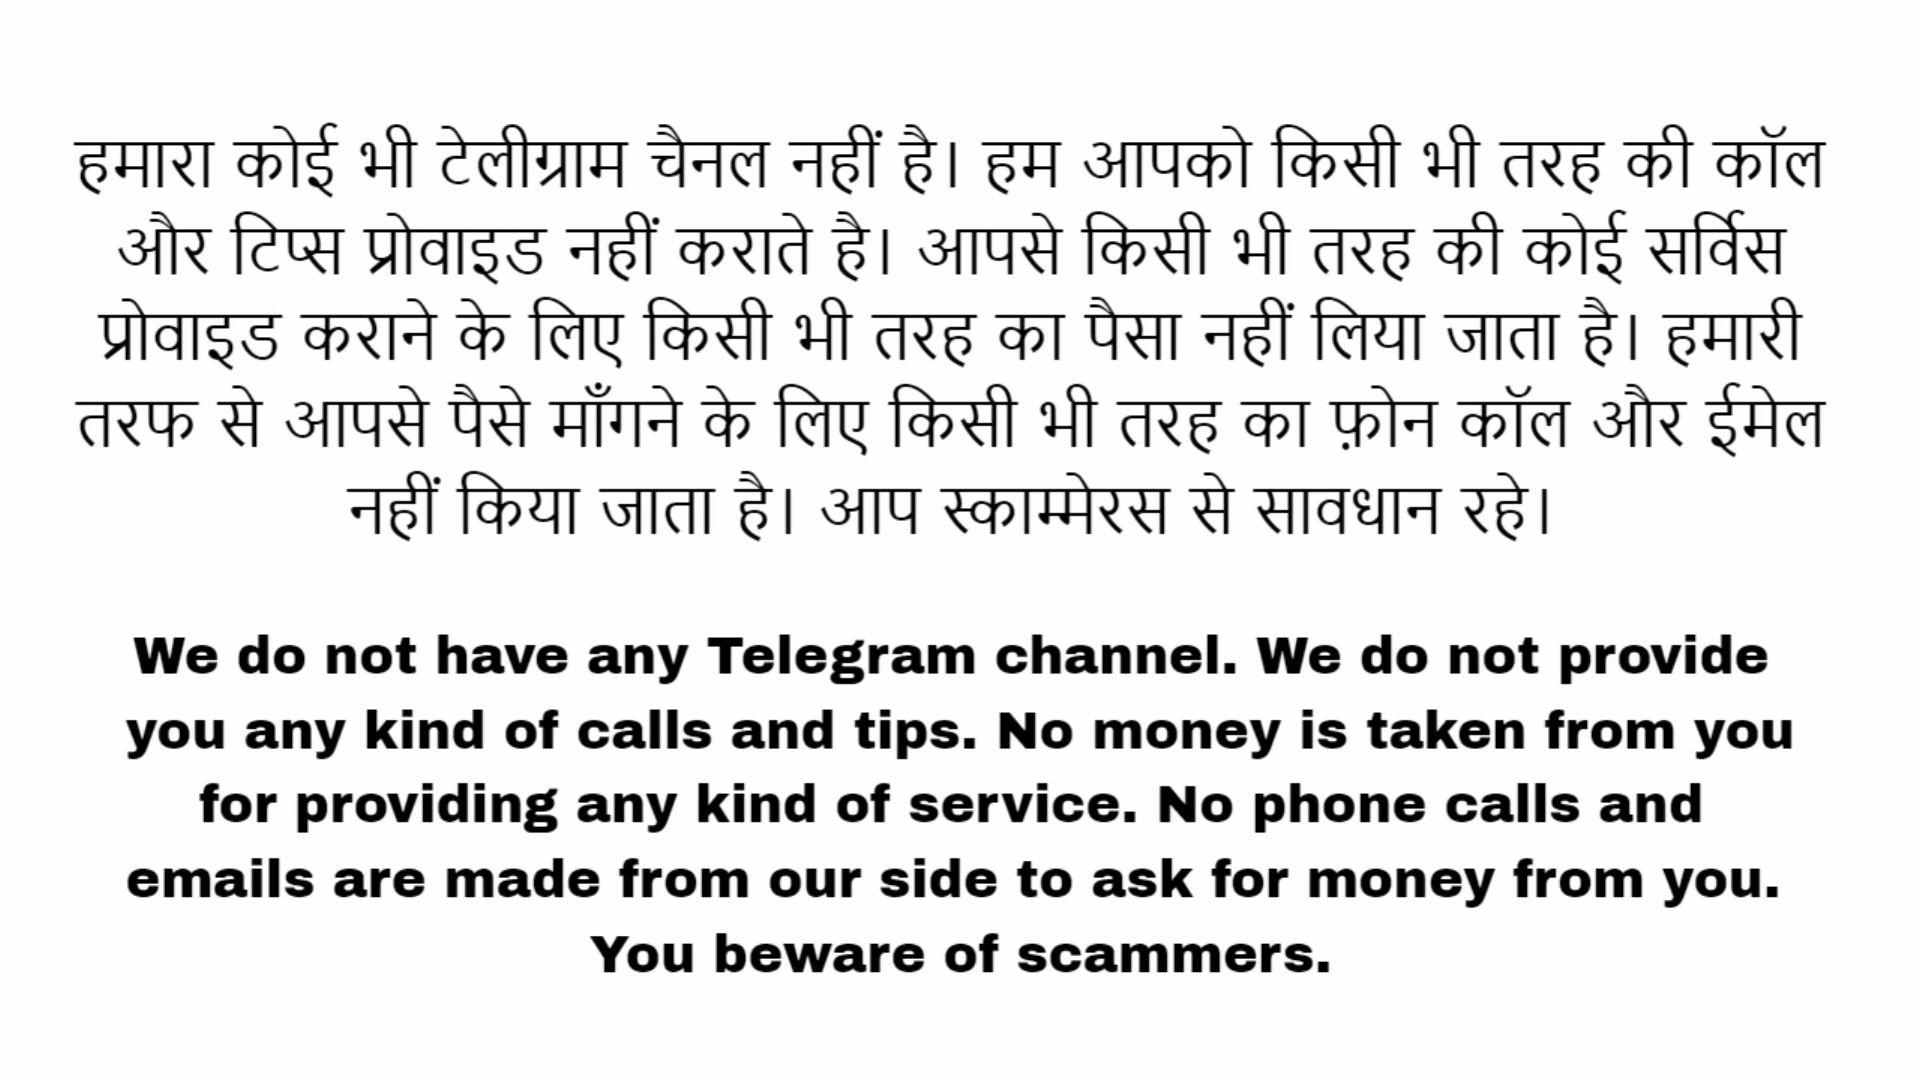 हमारा कोई भी टेलीग्राम चैनल नहीं है। हम आपको किसी भी तरह की कॉल
और टिप्स प्रोवाइड नहीं कराते है। आपसे किसी भी तरह की कोई सर्विस
प्रोवाइड कराने के लिए किसी भी तरह का पैसा नहीं लिया जाता है। हमारी
तरफ से आपसे पैसे माँगने के लिए किसी भी तरह का फ़ोन कॉल और ईमेल
नहीं किया जाता है। आप स्काम्मेरस से सावधान रहे।
We do not have any Telegram channel. We do not provide
you any kind of calls and tips. No money is taken from you
for providing any kind of service. No phone calls and
emails are made from our side to ask for money from you.
You beware of scammers.